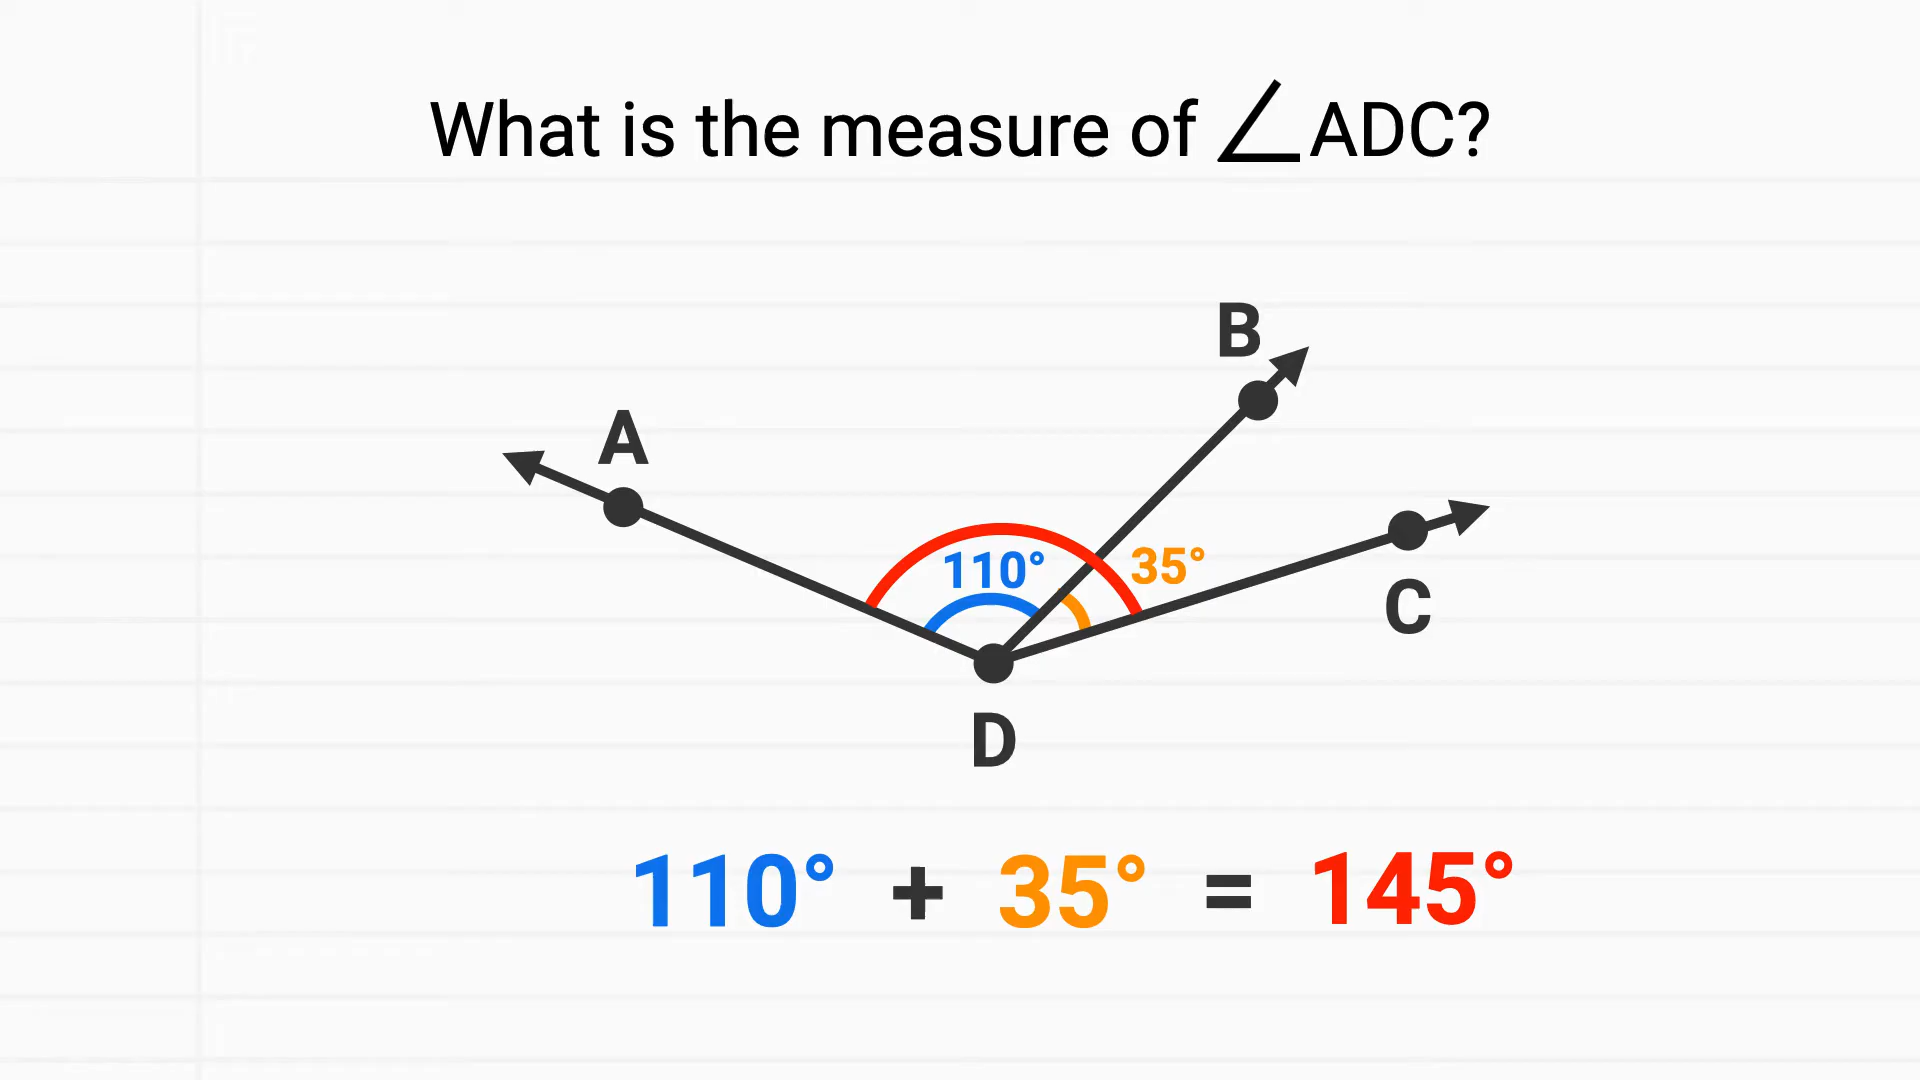 What is the measure of ∠ADC?
B
A
110° 35°
C
D
110° + 35° = 145°